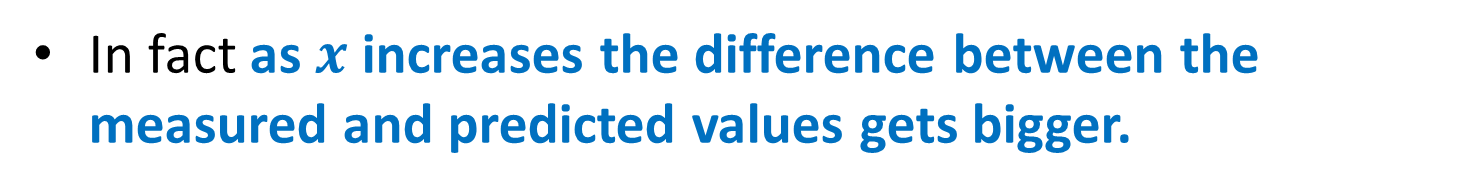 • In fact as x increases the difference between the
measured and predicted values gets bigger.